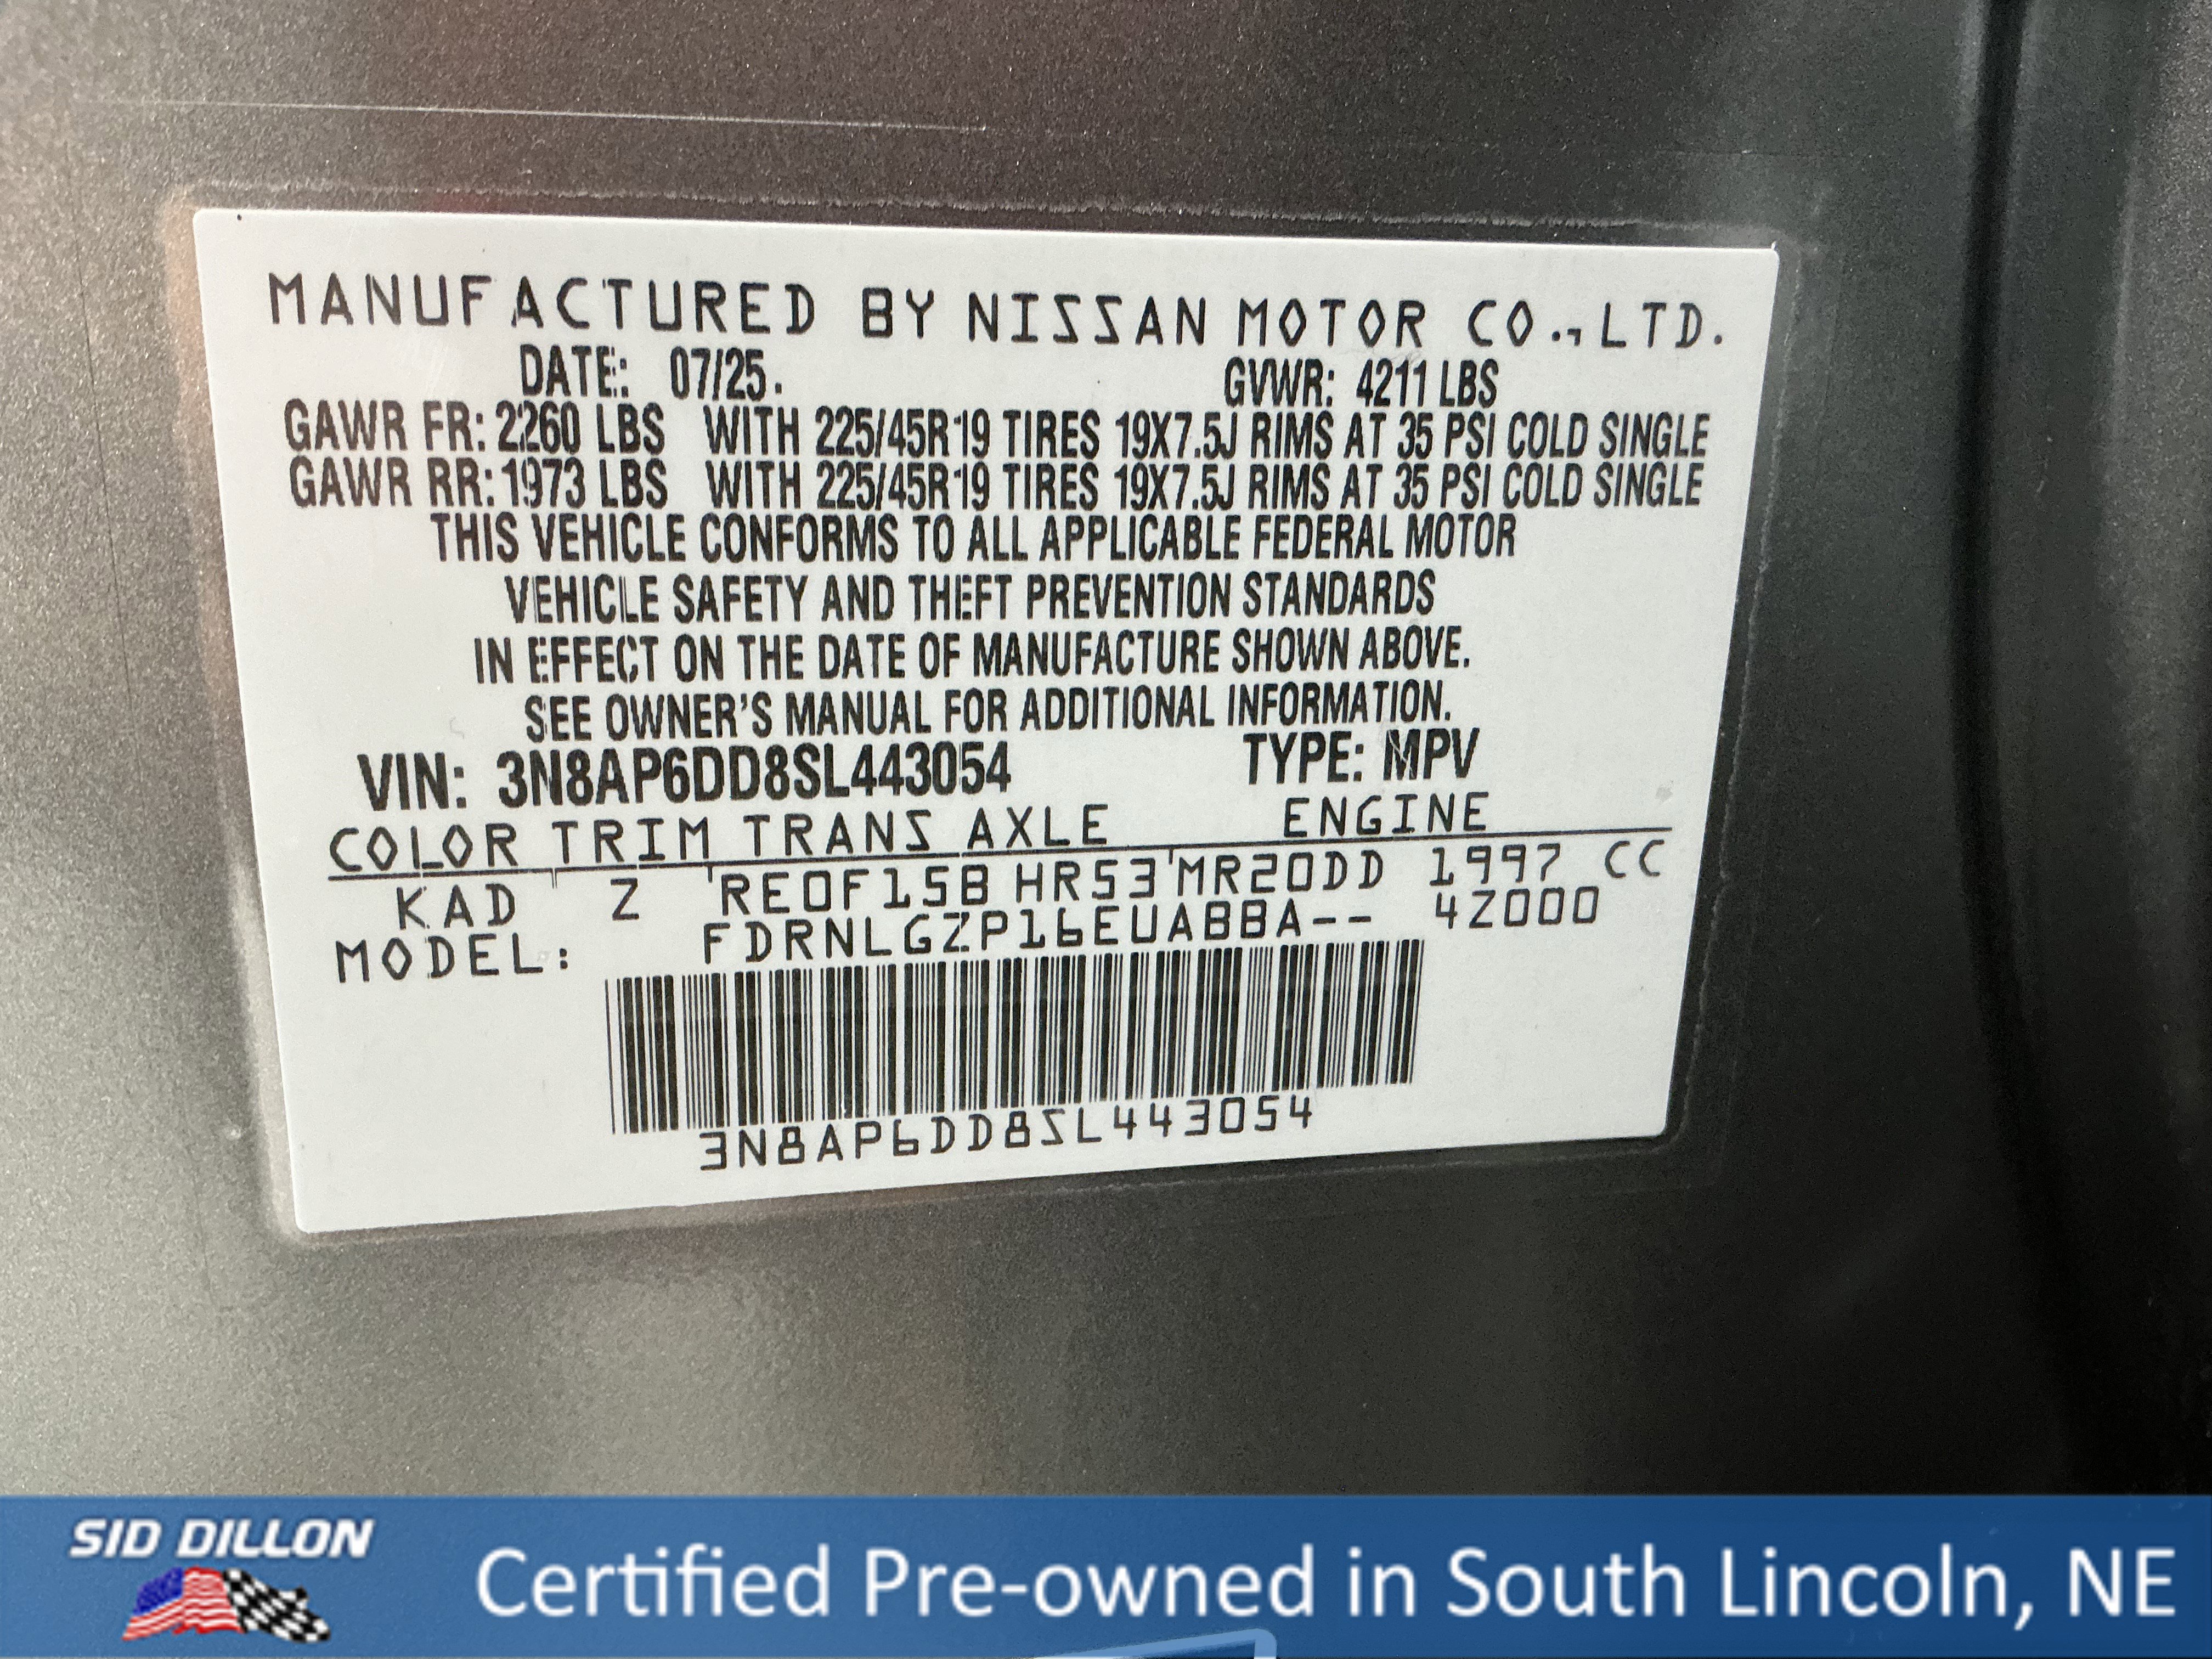 MANUFACTURED BY NISSAN MOTOR CO., LTD.
DATE: 07/25. GVWR: 4211 LBS
GAWR FR: 2260 LBS WITH 225/45R19 TIRES 19X7.5J RIMS AT 35 PSI COLD SINGLE
GAWR RR: 1973 LBS WITH 225/45R19 TIRES 19X7.5J RIMS AT 35 PSI COLD SINGLE
THIS VEHICLE CONFORMS TO ALL APPLICABLE FEDERAL MOTOR
VEHICLE SAFETY AND THEFT PREVENTION STANDARDS
IN EFFECT ON THE DATE OF MANUFACTURE SHOWN ABOVE.
SEE OWNER'S MANUAL FOR ADDITIONAL INFORMATION.
VIN: 3N8AP6DD8SL443054 TYPE: MPV
COLOR TRIM TRANS AXLE ENGINE
KAD Z RE0F15B HR53 MR20DD 1997 CC
MODEL: FDRNLGZP16EUABBA-- 4Z000
3N8AP6DD8SL443054
SID DILLON
Certified Pre-owned in South Lincoln, NE